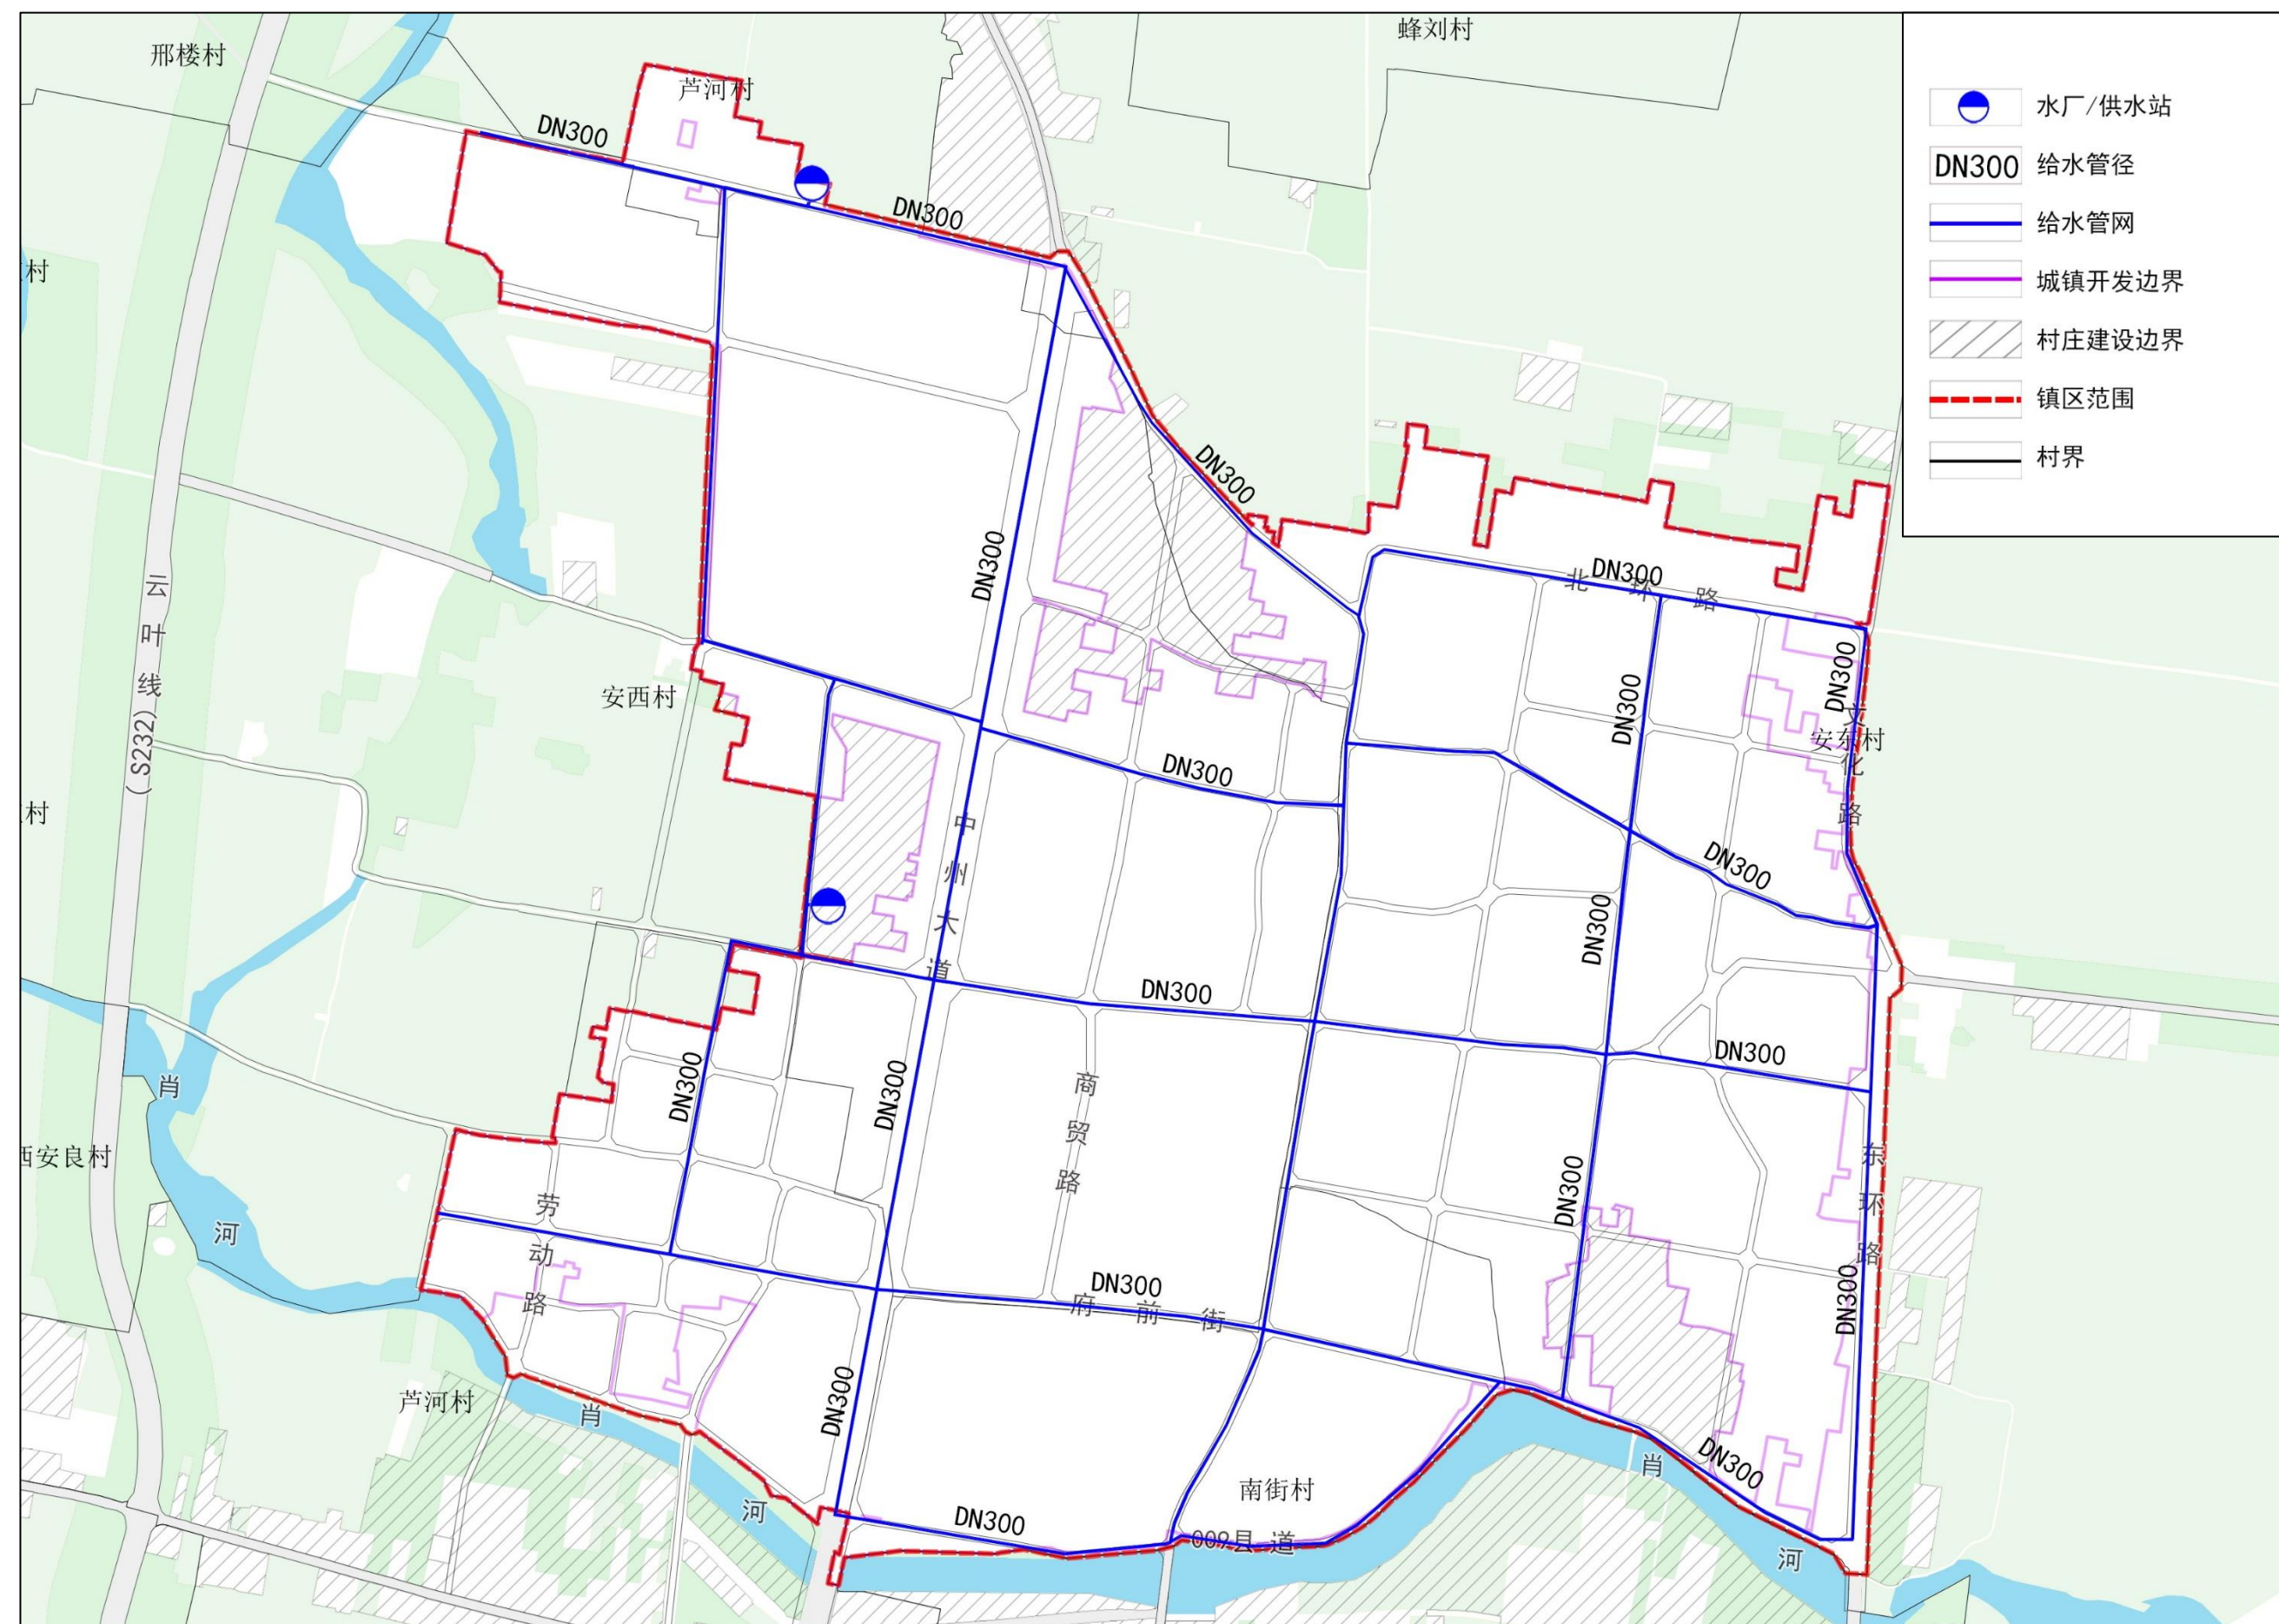 邢楼村
芦河村
蜂刘村
水厂/供水站
DN300 给水管径
给水管网
城镇开发边界
村庄建设边界
镇区范围
村界
DN300
DN300
村
DN300
DN300
DN300
北环路
云叶线
(S232)
DN300
DN300
安西村
文化路
安东村
DN300
中州大道
DN300
DN300
村
DN300
DN300
商贸路
DN300
DN300
肖河
西安良村
劳动路
DN300
东环路
DN300
府前街
DN300
芦河村
肖河
DN300
DN300
南街村
DN300
009县道
肖河